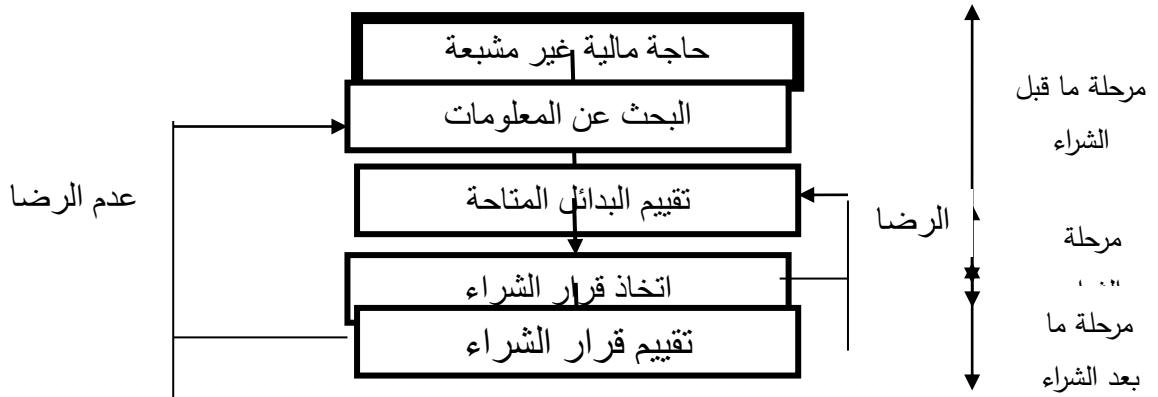 حاجة مالية غير مشبعة
البحث عن المعلومات
تقييم البدائل المتاحة
اتخاذ قرار الشراء
تقييم قرار الشراء
مرحلة ما قبل
الشراء
مرحلة
مرحلة ما
بعد الشراء
الرضا
عدم الرضا